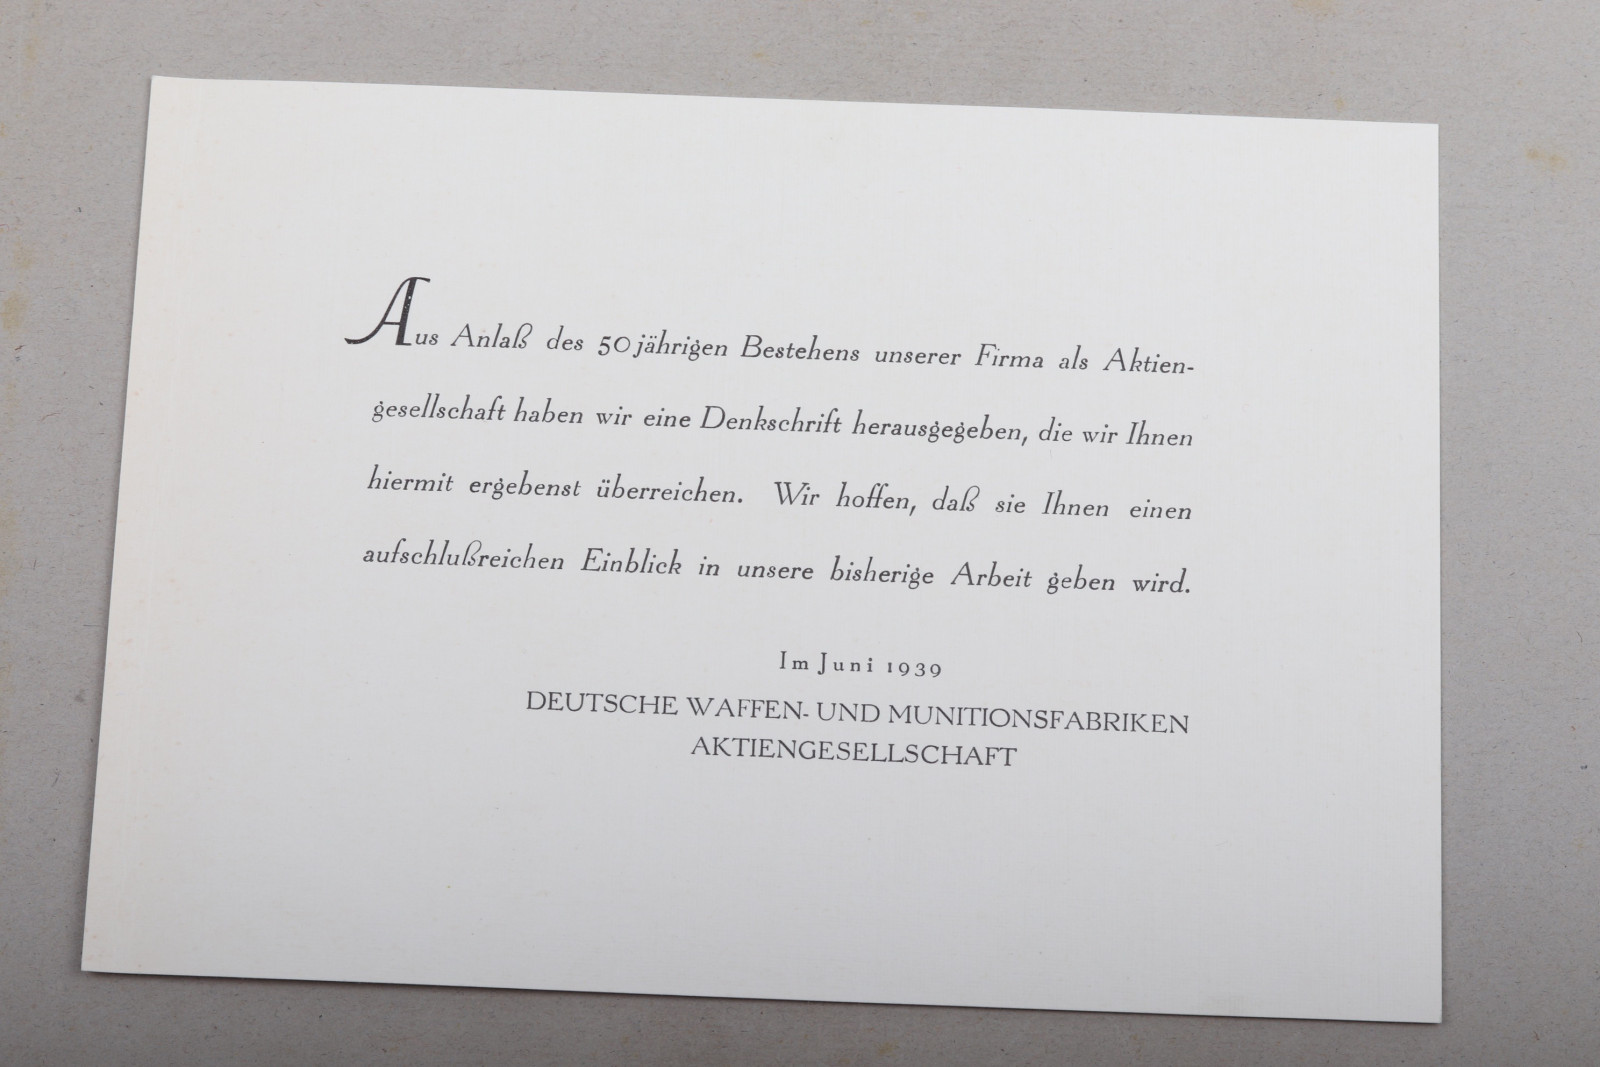 Aus Anlaß des 50jährigen Bestehens unserer Firma als Aktien-
gesellschaft haben wir eine Denkschrift herausgegeben, die wir Ihnen
hiermit ergebenst überreichen. Wir hoffen, daß sie Ihnen einen
aufschlußreichen Einblick in unsere bisherige Arbeit geben wird.
Im Juni 1939
DEUTSCHE WAFFEN- UND MUNITIONSFABRIKEN
AKTIENGESELLSCHAFT